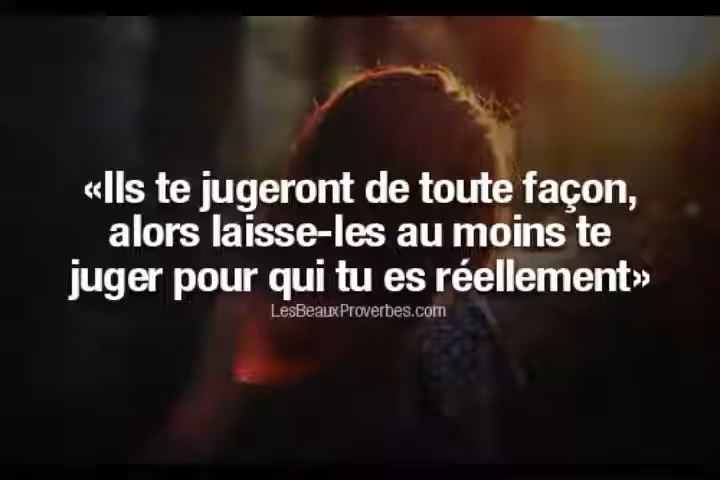 «Ils te jugeront de toute façon,
alors laisse-les au moins te
juger pour qui tu es réellement»
LesBeauxProverbes.com